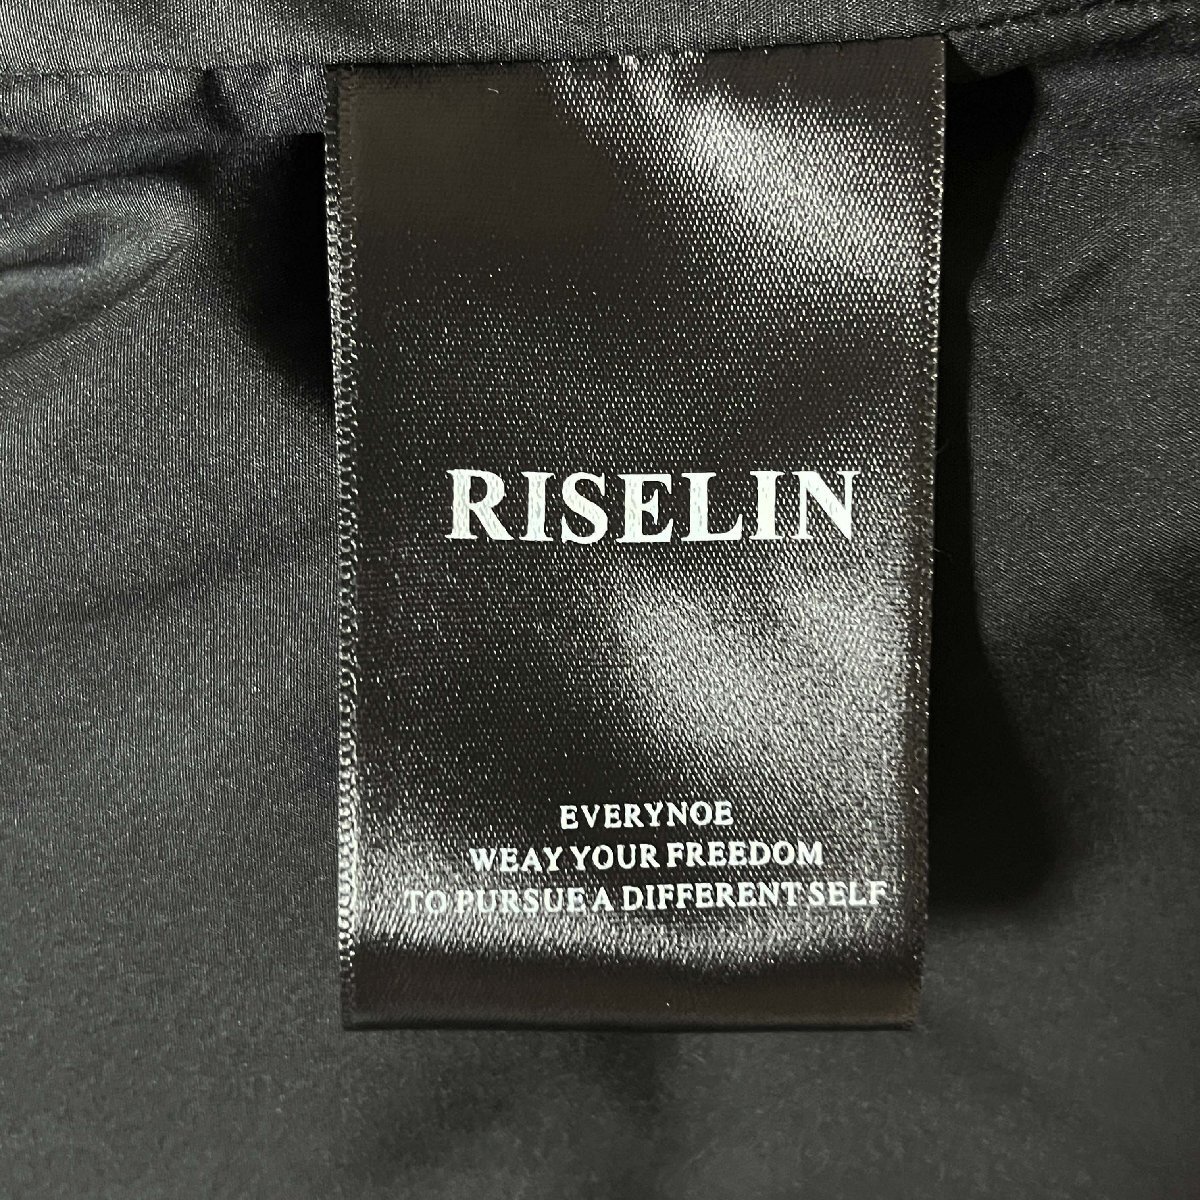 RISELIN
EVERYNOE
WEAY YOUR FREEDOM
TO PURSUE A DIFFERENT SELF